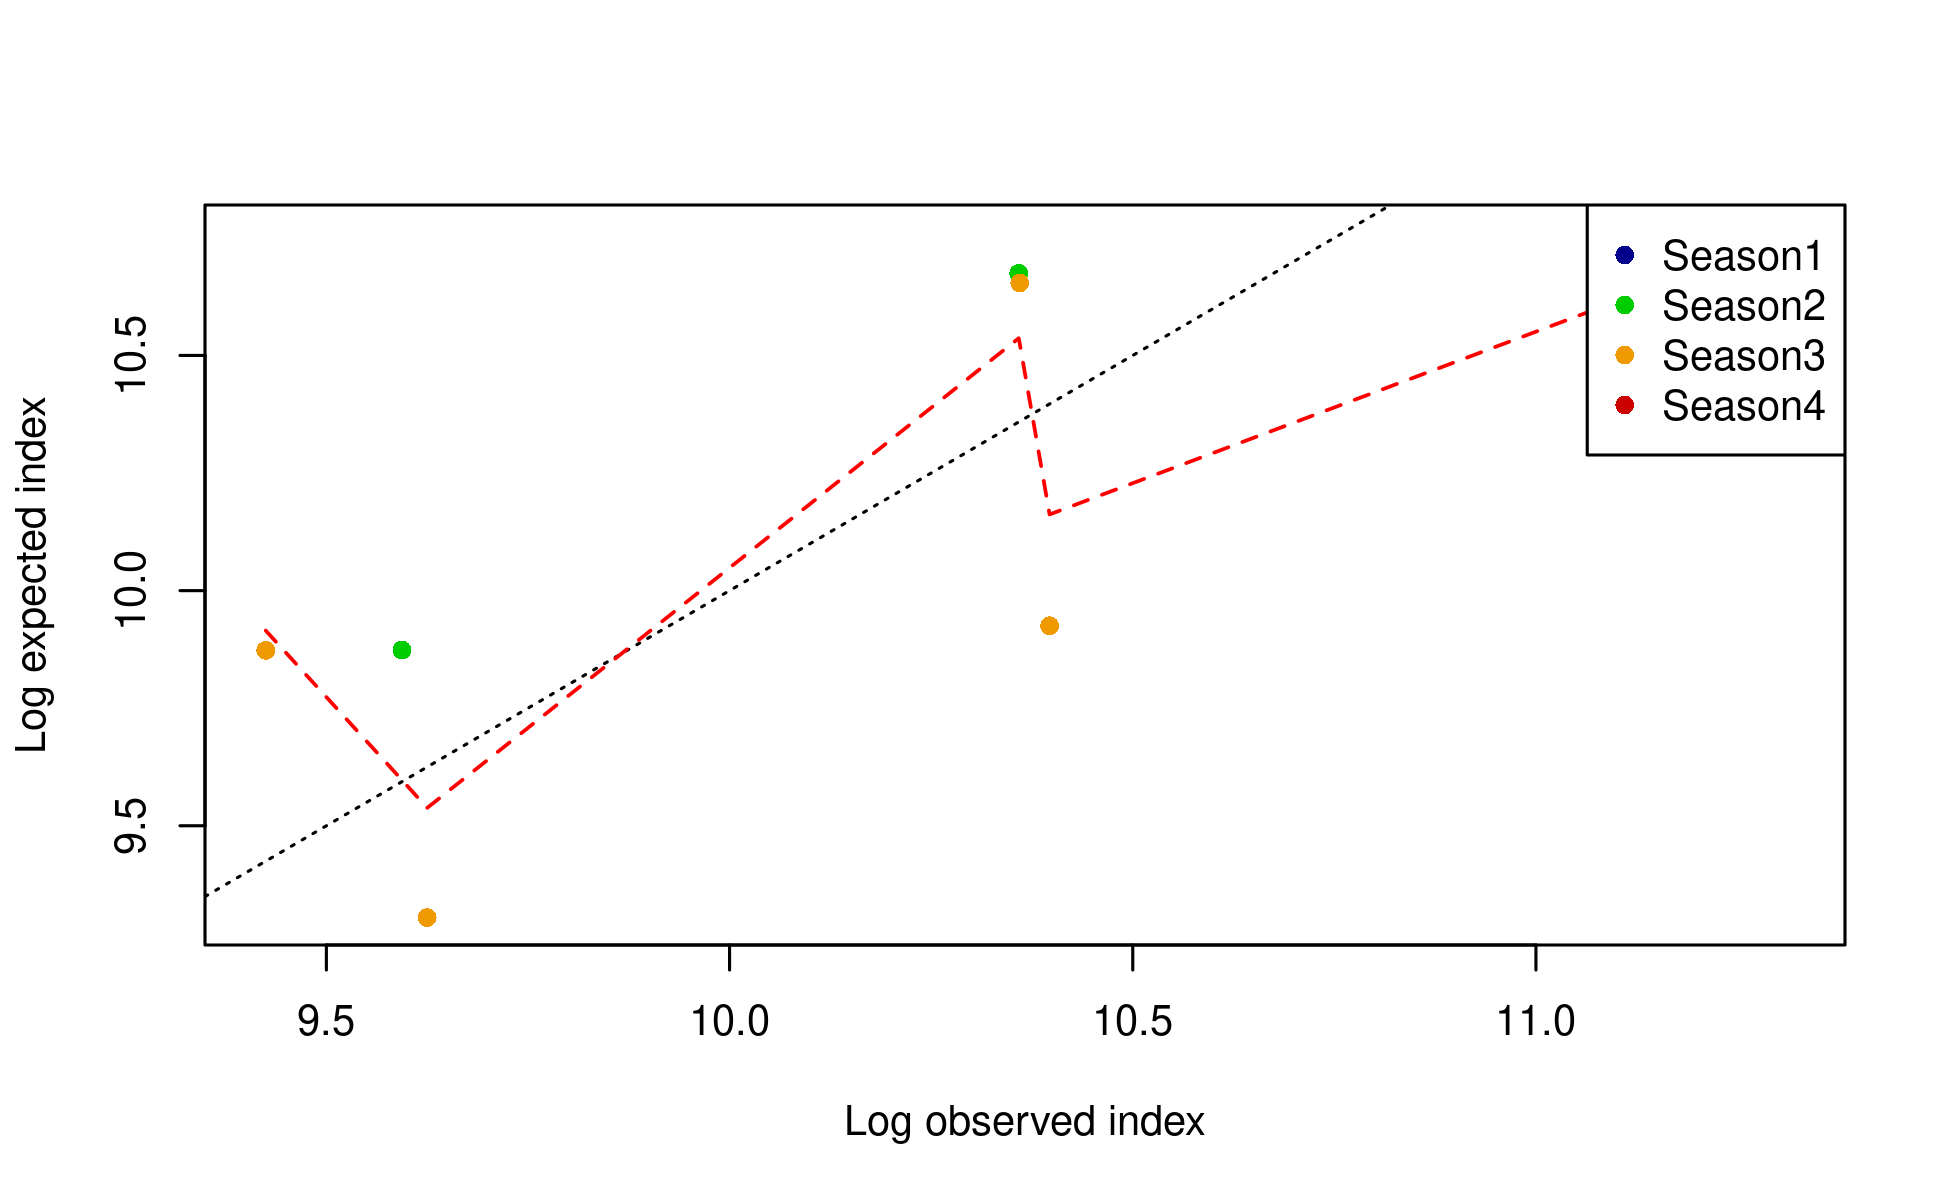 Season1
Season2
Season3
Season4
10.5
10.0
9.5
Log expected index
9.5 10.0 10.5 11.0
Log observed index